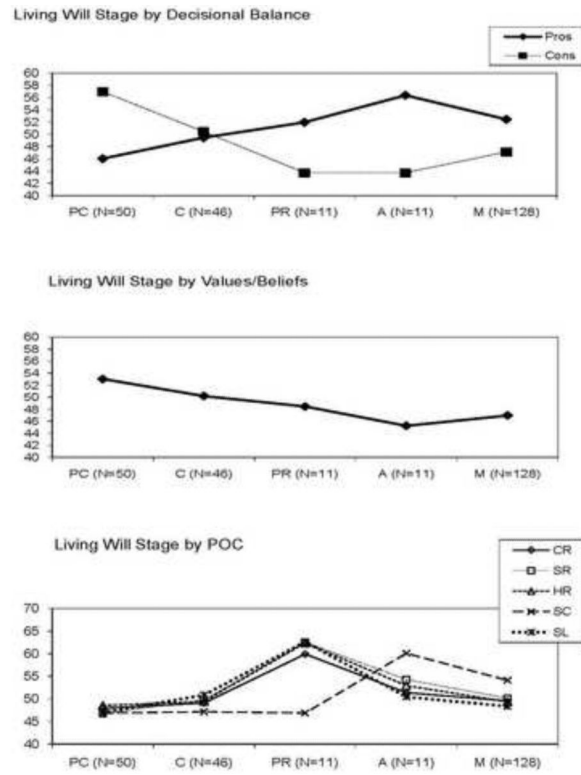 Living Will Stage by Decisional Balance
Pros
Cons
60
58
56
54
52
50
48
46
44
42
40
PC (N=50) C (N=46) PR (N=11) A (N=11) M (N=128)
Living Will Stage by Values/Beliefs
60
58
56
54
52
50
48
46
44
42
40
PC (N=50) C (N=46) PR (N=11) A (N=11) M (N=128)
Living Will Stage by POC
CR
SR
HR
SC
SL
70
65
60
55
50
45
40
PC (N=50) C (N=46) PR (N=11) A (N=11) M (N=128)